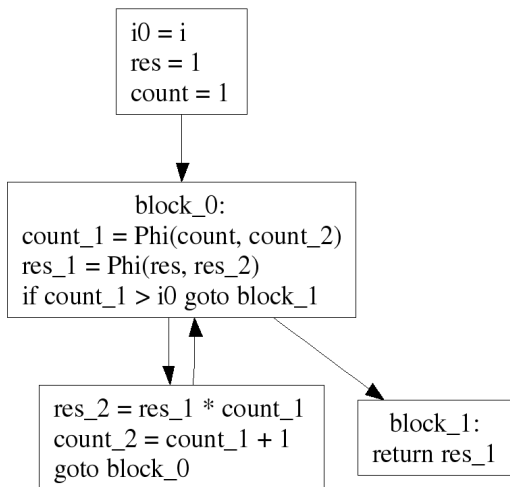 i0 = i
res = 1
count = 1
block_0:
count_1 = Phi(count, count_2)
res_1 = Phi(res, res_2)
if count_1 > i0 goto block_1
res_2 = res_1 * count_1
count_2 = count_1 + 1
goto block_0
block_1:
return res_1